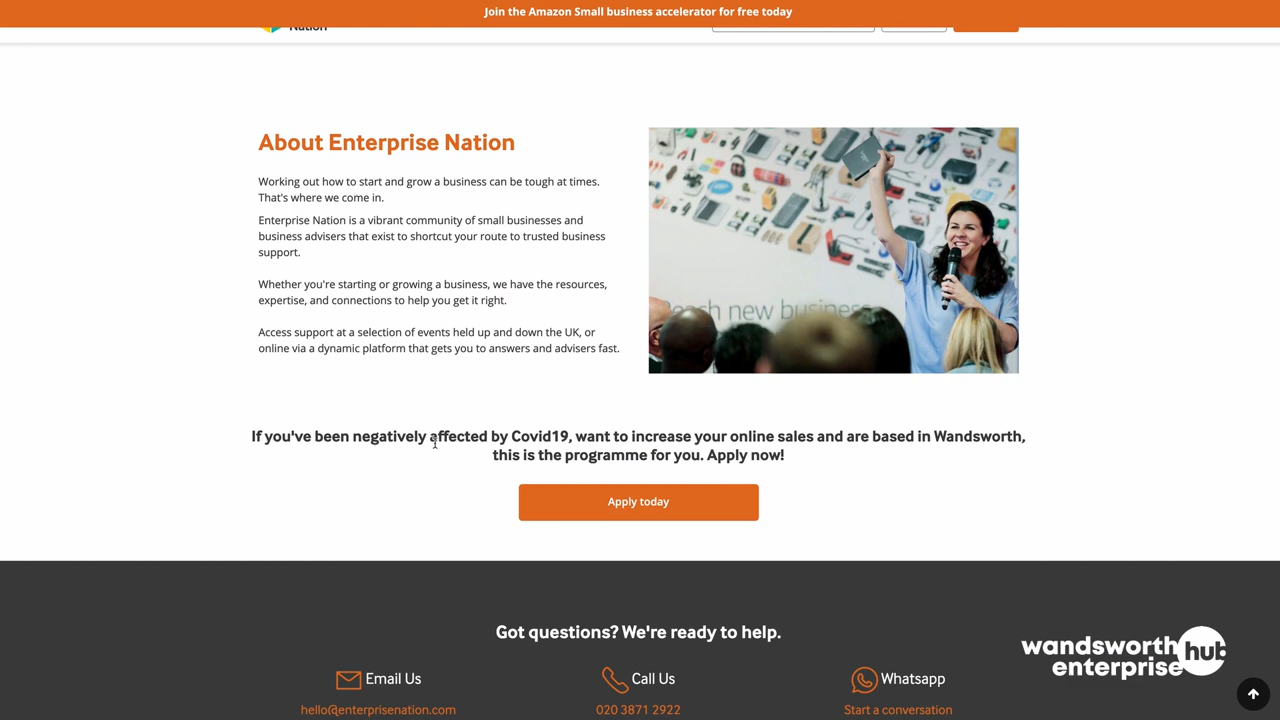 Join the Amazon Small business accelerator for free today
Nation
About Enterprise Nation
Working out how to start and grow a business can be tough at times.
That's where we come in.
Enterprise Nation is a vibrant community of small businesses and
business advisers that exist to shortcut your route to trusted business
support.
Whether you're starting or growing a business, we have the resources,
expertise, and connections to help you get it right.
Access support at a selection of events held up and down the UK, or
online via a dynamic platform that gets you to answers and advisers fast.
Reach new business
If you've been negatively affected by Covid19, want to increase your online sales and are based in Wandsworth,
this is the programme for you. Apply now!
Apply today
Got questions? We're ready to help.
wandsworth hub
enterprise
Email Us
Call Us
Whatsapp
hello@enterprisenation.com
020 3871 2922
Start a conversation